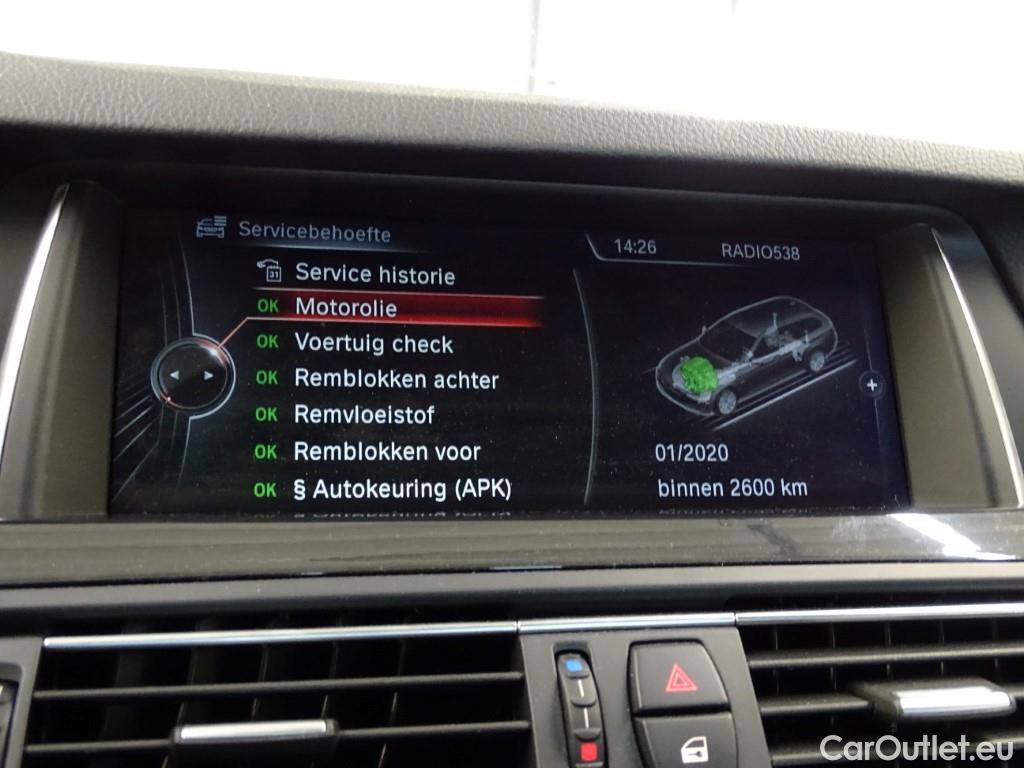 Servicebehoefte
14:26 RADIO538
31 Service historie
OK Motorolie
OK Voertuig check
OK Remblokken achter
OK Remvloeistof
OK Remblokken voor
OK § Autokeuring (APK)
01/2020
binnen 2600 km
CarOutlet.eu